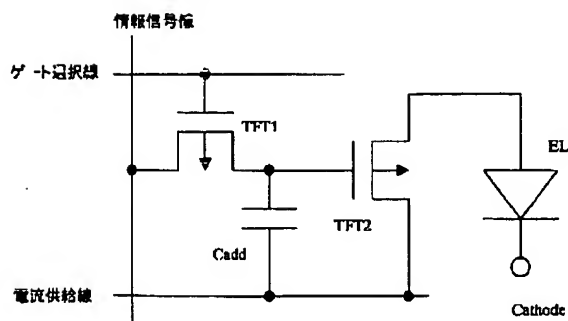 情報信号線
ゲート選択線
TFT1
EL
TFT2
Cadd
電流供給線
Cathode